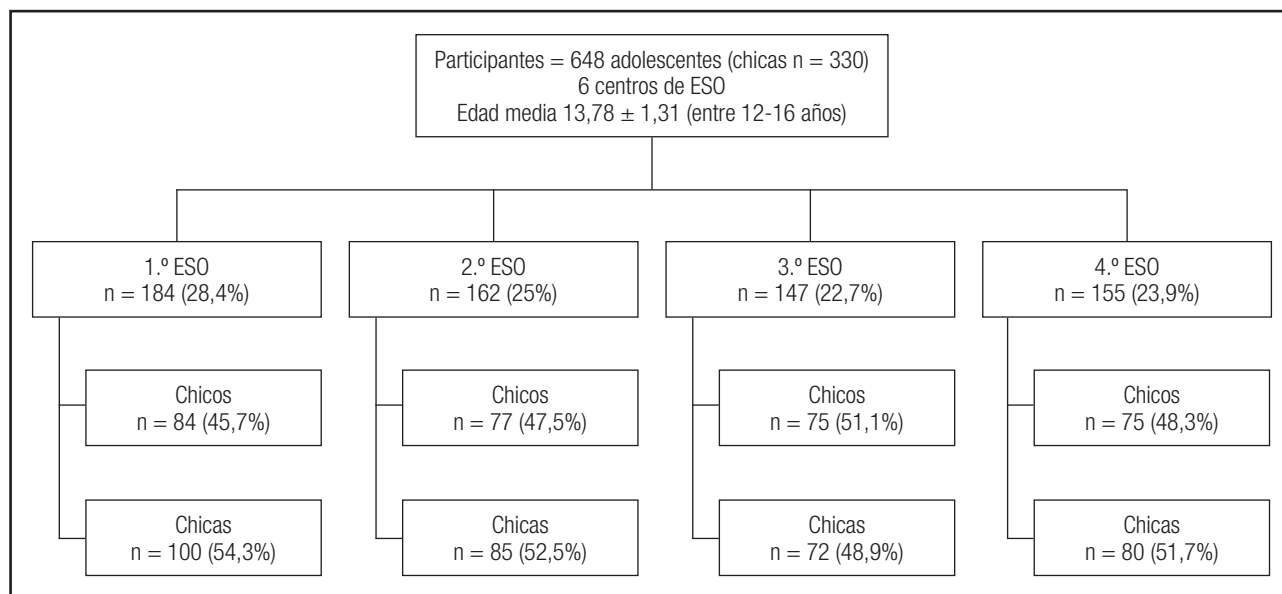 Participantes = 648 adolescentes (chicas n = 330)
6 centros de ESO
Edad media 13,78 ± 1,31 (entre 12-16 años)
1.º ESO
n = 184 (28,4%)
2.º ESO
n = 162 (25%)
3.º ESO
n = 147 (22,7%)
4.º ESO
n = 155 (23,9%)
Chicos
n = 84 (45,7%)
Chicos
n = 77 (47,5%)
Chicos
n = 75 (51,1%)
Chicos
n = 75 (48,3%)
Chicas
n = 100 (54,3%)
Chicas
n = 85 (52,5%)
Chicas
n = 72 (48,9%)
Chicas
n = 80 (51,7%)